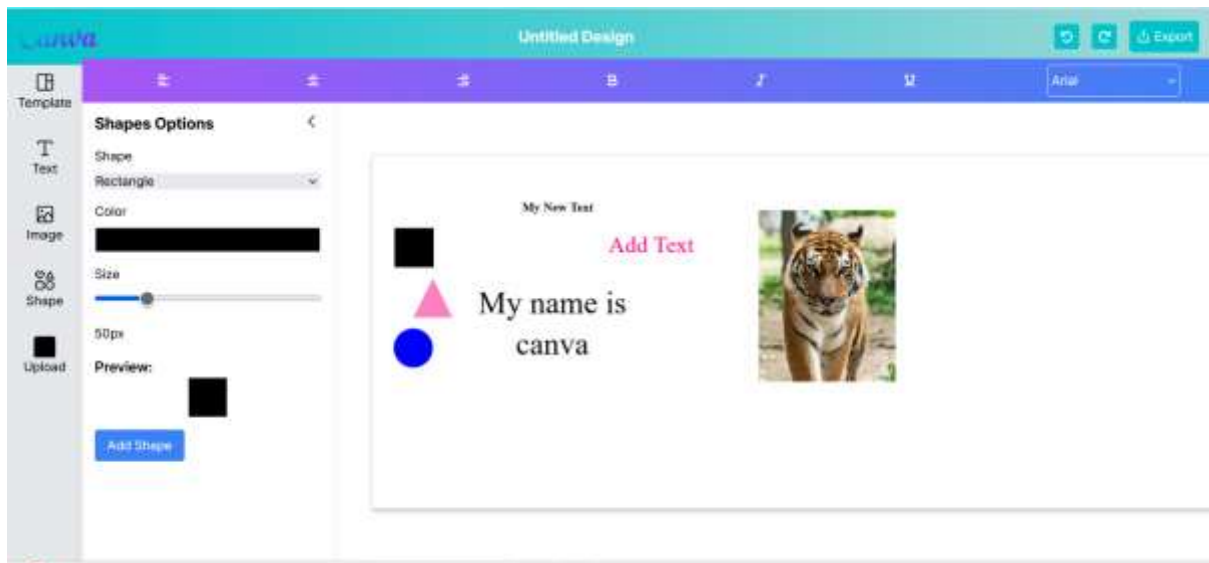 Canva
Untitled Design
Export
B
I
U
Arial
Template
Text
Image
Shape
Upload
Shapes Options
Shape
Rectangle
Color
Size
50px
Preview:
Add Shape
My New Text
Add Text
My name is
canva